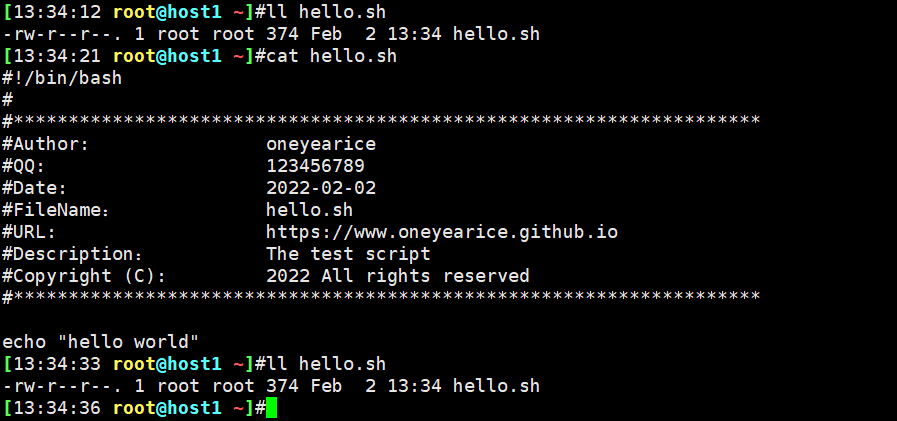 [13:34:12 root@host1 ~]#ll hello.sh
-rw-r--r--. 1 root root 374 Feb  2 13:34 hello.sh
[13:34:21 root@host1 ~]#cat hello.sh
#!/bin/bash
#
#********************************************************************
#Author:                oneyearice
#QQ:                    123456789
#Date:                  2022-02-02
#FileName：              hello.sh
#URL:                   https://www.oneyearice.github.io
#Description：           The test script
#Copyright (C):         2022 All rights reserved
#********************************************************************

echo "hello world"
[13:34:33 root@host1 ~]#ll hello.sh
-rw-r--r--. 1 root root 374 Feb  2 13:34 hello.sh
[13:34:36 root@host1 ~]#